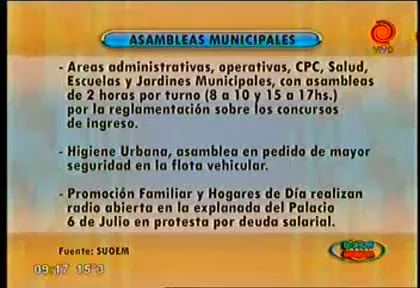 ASAMBLEAS MUNICIPALES
VIVO
- Areas administrativas, operativas, CPC, Salud,
Escuelas y Jardines Municipales, con asambleas
de 2 horas por turno (8 a 10 y 15 a 17hs.)
por la reglamentación sobre los concursos
de ingreso.
- Higiene Urbana, asamblea en pedido de mayor
seguridad en la flota vehicular.
- Promoción Familiar y Hogares de Día realizan
radio abierta en la explanada del Palacio
6 de Julio en protesta por deuda salarial.
Fuente: SUOEM
09:17 15°3